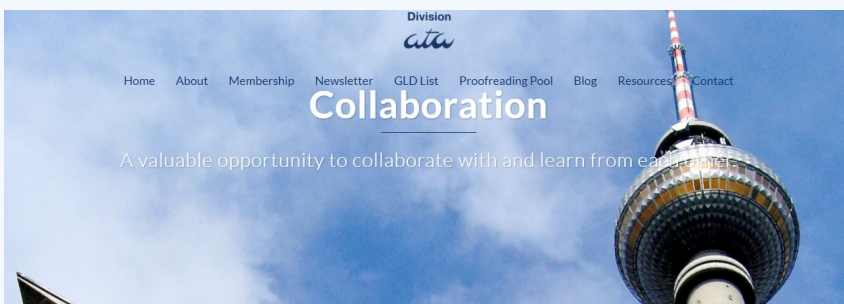 Division
ata
Home About Membership Newsletter GLD List Proofreading Pool Blog Resources Contact
Collaboration
A valuable opportunity to collaborate with and learn from each other.